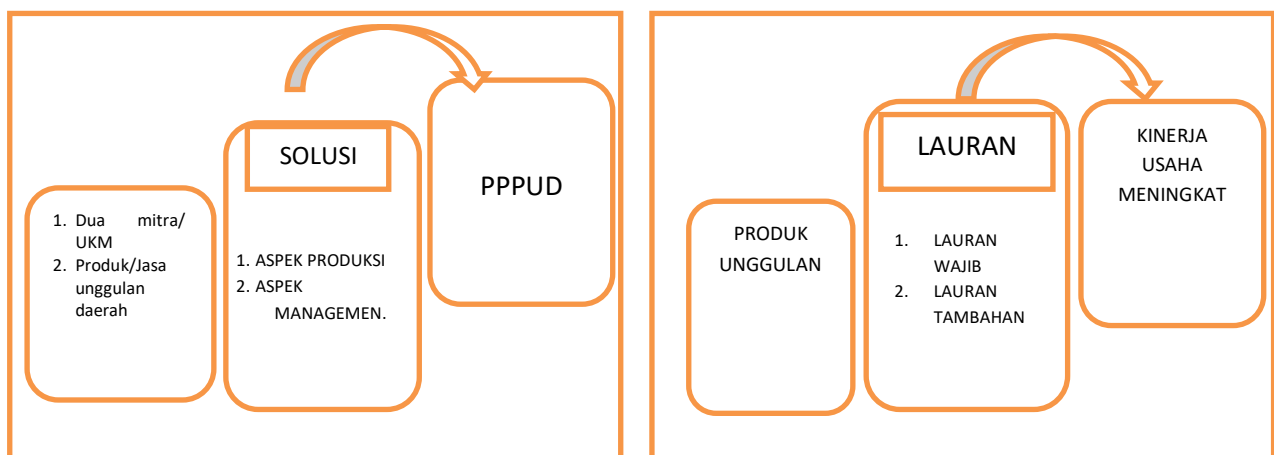 1. Dua mitra/
UKM
2. Produk/Jasa
unggulan
daerah
SOLUSI
1. ASPEK PRODUKSI
2. ASPEK
MANAGEMEN.
PPPUD
PRODUK
UNGGULAN
LAURAN
1. LAURAN
WAJIB
2. LAURAN
TAMBAHAN
KINERJA
USAHA
MENINGKAT